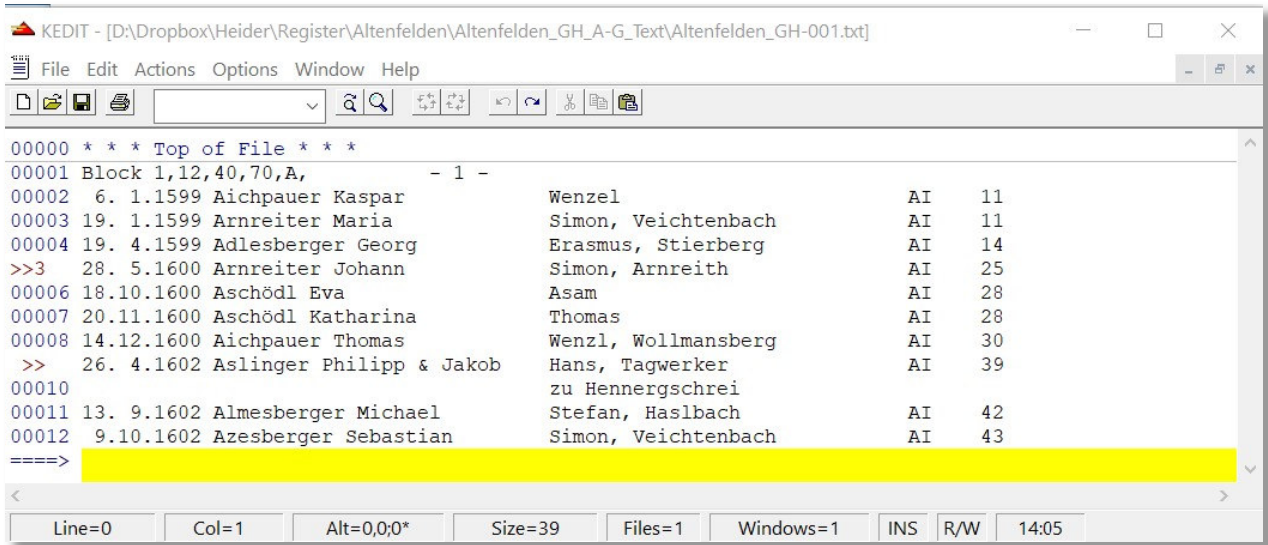 KEDIT - [D:\Dropbox\Heider\Register\Altenfelden\Altenfelden_GH_A-G_Text\Altenfelden_GH-001.txt]
File Edit Actions Options Window Help
00000 * * * Top of File * * *
00001 Block 1,12,40,70,A, - 1 -
00002 6. 1.1599 Aichpauer Kaspar Wenzel AI 11
00003 19. 1.1599 Arnreiter Maria Simon, Veichtenbach AI 11
00004 19. 4.1599 Adlesberger Georg Erasmus, Stierberg AI 14
>>3 28. 5.1600 Arnreiter Johann Simon, Arnreith AI 25
00006 18.10.1600 Aschödl Eva Asam AI 28
00007 20.11.1600 Aschödl Katharina Thomas AI 28
00008 14.12.1600 Aichpauer Thomas Wenzl, Wollmansberg AI 30
>> 26. 4.1602 Aslinger Philipp & Jakob Hans, Tagwerker AI 39
00010 zu Hennergschrei
00011 13. 9.1602 Almesberger Michael Stefan, Haslbach AI 42
00012 9.10.1602 Azesberger Sebastian Simon, Veichtenbach AI 43
====>
Line=0 Col=1 Alt=0,0;0* Size=39 Files=1 Windows=1 INS R/W 14:05